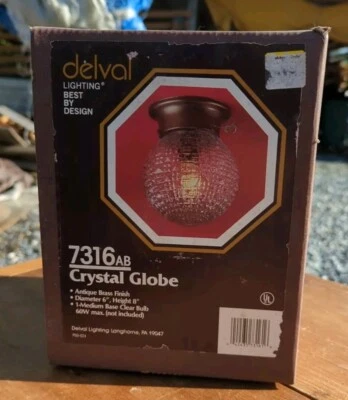 delval
LIGHTING®
BEST
BY
DESIGN
7316AB
Crystal Globe
• Antique Brass Finish
• Diameter 6", Height 8"
• 1-Medium Base Clear Bulb
60W max. (not included)
Delval Lighting Langhorne, PA 19047
UL